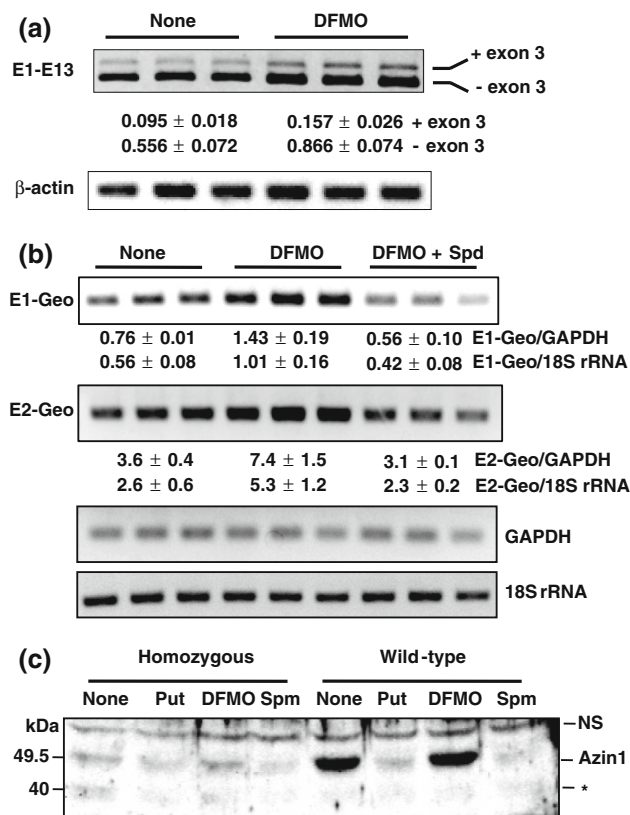 (a)
None DFMO
E1-E13
+ exon 3
- exon 3
0.095 ± 0.018 0.157 ± 0.026 + exon 3
0.556 ± 0.072 0.866 ± 0.074 - exon 3
β-actin
(b)
None DFMO DFMO + Spd
E1-Geo
0.76 ± 0.01 1.43 ± 0.19 0.56 ± 0.10 E1-Geo/GAPDH
0.56 ± 0.08 1.01 ± 0.16 0.42 ± 0.08 E1-Geo/18S rRNA
E2-Geo
3.6 ± 0.4 7.4 ± 1.5 3.1 ± 0.1 E2-Geo/GAPDH
2.6 ± 0.6 5.3 ± 1.2 2.3 ± 0.2 E2-Geo/18S rRNA
GAPDH
18S rRNA
(c)
Homozygous Wild-type
None Put DFMO Spm None Put DFMO Spm
kDa
NS
49.5
Azin1
40
*